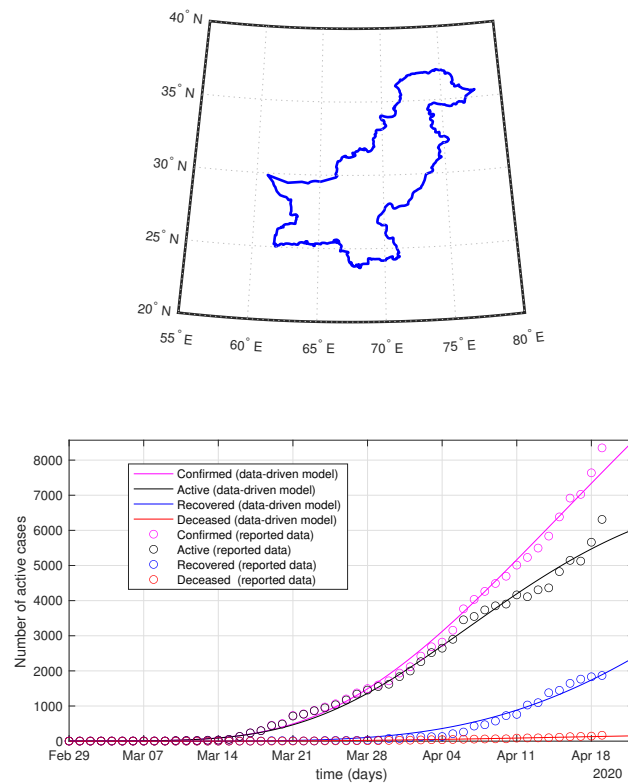 40° N
35° N
30° N
25° N
20° N
55° E
60° E
65° E
70° E
75° E
80° E
8000
7000
6000
5000
4000
3000
2000
1000
0
Number of active cases
Confirmed (data-driven model)
Active (data-driven model)
Recovered (data-driven model)
Deceased (data-driven model)
Confirmed (reported data)
Active (reported data)
Recovered (reported data)
Deceased (reported data)
Feb 29 Mar 07 Mar 14 Mar 21 Mar 28 Apr 04 Apr 11 Apr 18
time (days) 2020